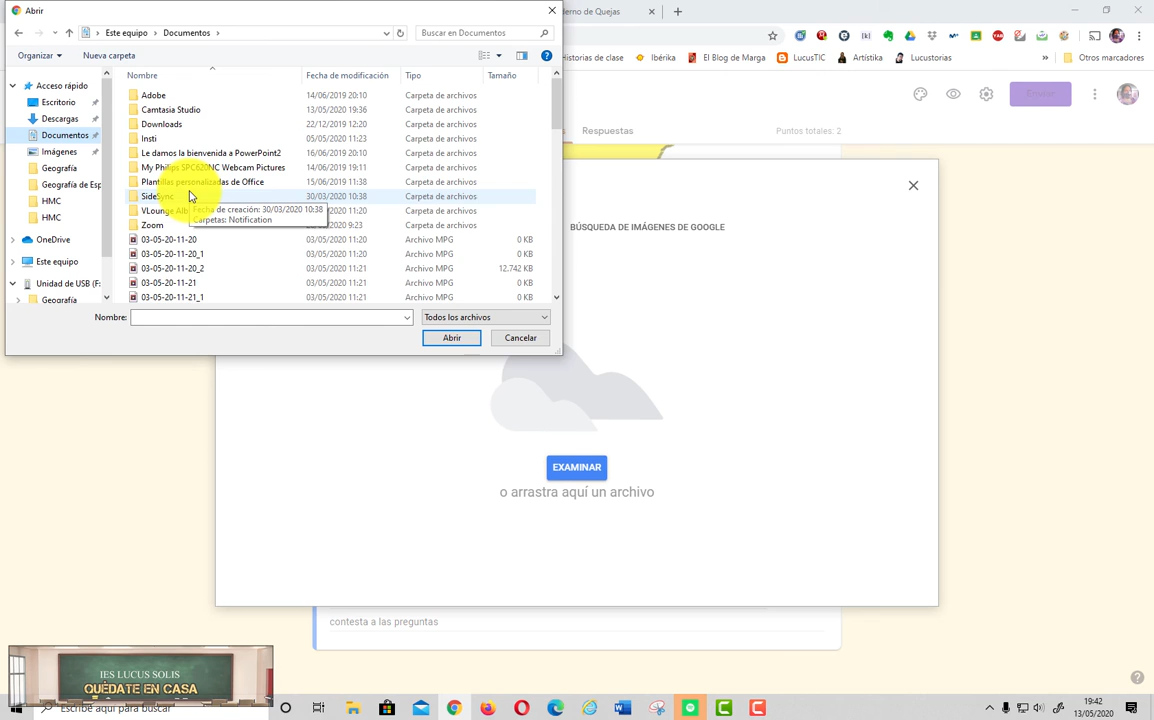 Abrir
Este equipo > Documentos >
Buscar en Documentos
Organizar
Nueva carpeta
Nombre
Fecha de modificación
Tipo
Tamaño
Acceso rápido
Escritorio
Descargas
Documentos
Imágenes
Geografía
Geografía de Esp
HMC
HMC
OneDrive
Este equipo
Unidad de USB (F:
Geografía
Adobe 14/06/2019 20:10 Carpeta de archivos
Camtasia Studio 13/05/2020 19:36 Carpeta de archivos
Downloads 22/12/2019 12:20 Carpeta de archivos
Insti 05/05/2020 11:23 Carpeta de archivos
Le damos la bienvenida a PowerPoint2 16/06/2019 20:10 Carpeta de archivos
My Philips SPC620NC Webcam Pictures 14/06/2019 19:11 Carpeta de archivos
Plantillas personalizadas de Office 15/06/2019 11:38 Carpeta de archivos
SideSync 30/03/2020 10:38 Carpeta de archivos
VLounge Alb 20 11:20 Carpeta de archivos
Fecha de creación: 30/03/2020 10:38
Carpetas: Notification
Zoom 20 9:23 Carpeta de archivos
03-05-20-11-20 03/05/2020 11:20 Archivo MPG 0 KB
03-05-20-11-20_1 03/05/2020 11:20 Archivo MPG 0 KB
03-05-20-11-20_2 03/05/2020 11:21 Archivo MPG 12.742 KB
03-05-20-11-21 03/05/2020 11:21 Archivo MPG 0 KB
03-05-20-11-21_1 03/05/2020 11:21 Archivo MPG 0 KB
Nombre:
Todos los archivos
Abrir
Cancelar
derno de Quejas
Historias de clase
Ibérika
El Blog de Marga
LucusTIC
Artístika
Lucustorias
»
Otros marcadores
Enviar
Respuestas
Puntos totales: 2
BÚSQUEDA DE IMÁGENES DE GOOGLE
EXAMINAR
o arrastra aquí un archivo
contesta a las preguntas
IES LUCUS SOLIS
QUÉDATE EN CASA
Escribe aquí para buscar
19:42
13/05/2020